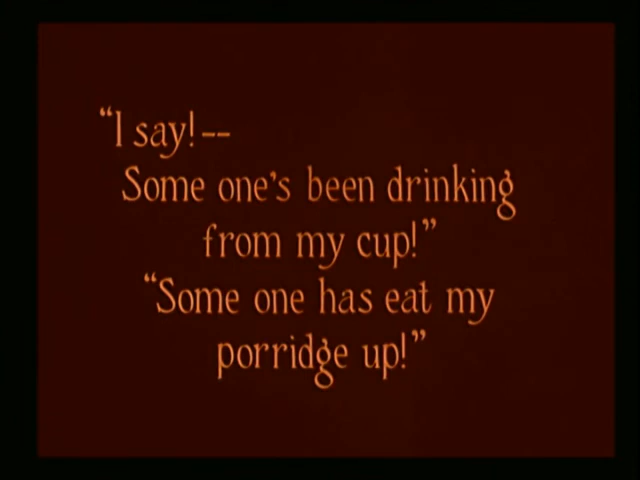 “I say!--
Some one's been drinking
from my cup!”
“Some one has eat my
porridge up!”